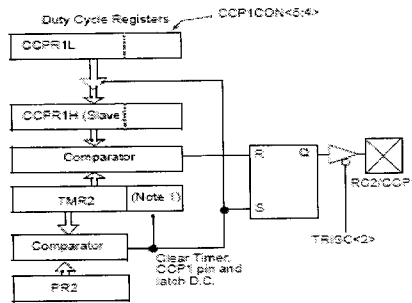 Duty Cycle Registers
CCP1CON<5:4>
CCPR1L
CCPR1H (Slave)
Comparator
R Q
RC2/CCP
TMR2 (Note 1)
S
TRISC<2>
Comparator
Clear Timer,
CCP1 pin and
latch D.C.
PR2